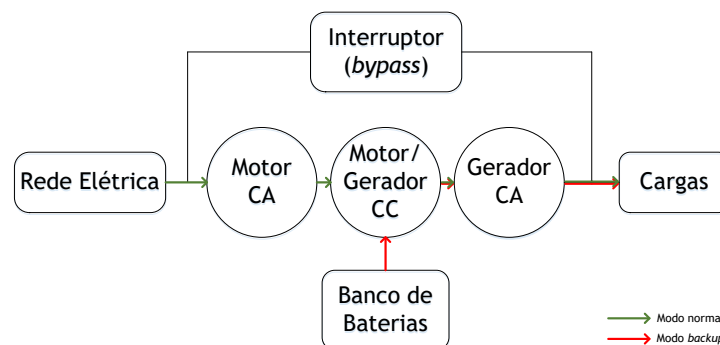 Interruptor
(bypass)
Rede Elétrica
Motor
CA
Motor/
Gerador
CC
Gerador
CA
Cargas
Banco de
Baterias
Modo norma
Modo backup